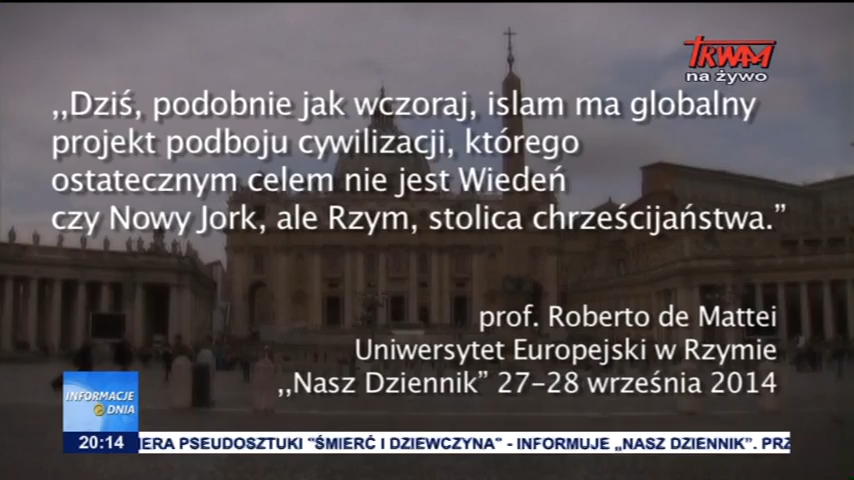 TRWAM
na żywo
,,Dziś, podobnie jak wczoraj, islam ma globalny
projekt podboju cywilizacji, którego
ostatecznym celem nie jest Wiedeń
czy Nowy Jork, ale Rzym, stolica chrześcijaństwa.”
prof. Roberto de Mattei
Uniwersytet Europejski w Rzymie
,,Nasz Dziennik” 27-28 września 2014
INFORMACJE
DNIA
20:14 IERA PSEUDOSZTUKI "ŚMIERĆ I DZIEWCZYNA" - INFORMUJE „NASZ DZIENNIK”. PRZ